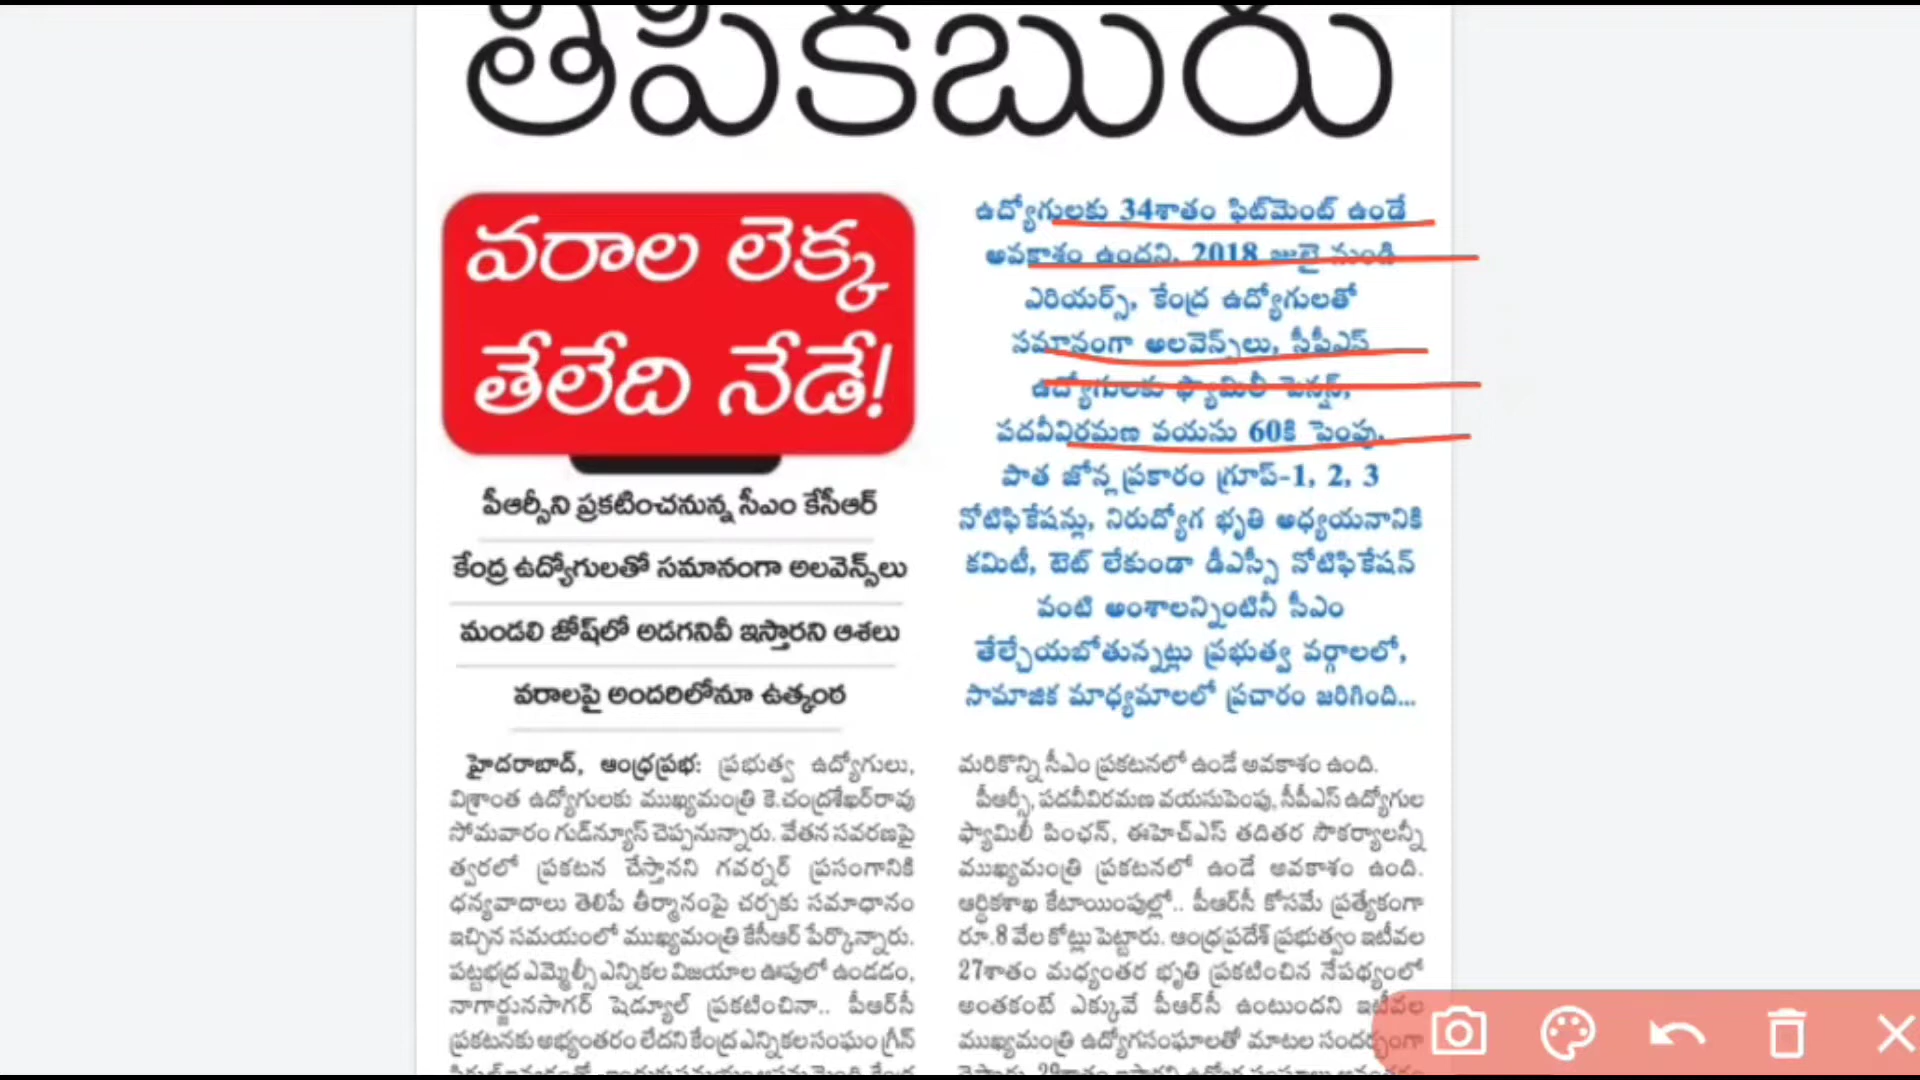 తీపికబురు
వరాల లెక్క
తేలేది నేడే!
పీఆర్సీని ప్రకటించనున్న సీఎం కేసీఆర్
కేంద్ర ఉద్యోగులతో సమానంగా అలవెన్స్‌లు
మండలి జోష్‌లో అడగనివీ ఇస్తారని ఆశలు
వరాలపై అందరిలోనూ ఉత్కంఠ
ఉద్యోగులకు 34శాతం ఫిట్‌మెంట్ ఉండే
అవకాశం ఉందని, 2018 జులై నుండి
ఎరియర్స్, కేంద్ర ఉద్యోగులతో
సమానంగా అలవెన్స్‌లు, సీపీఎస్
ఉద్యోగులకు ఫ్యామిలీ పెన్షన్,
పదవీవిరమణ వయసు 60కి పెంపు,
పాత జోన్ల ప్రకారం గ్రూప్-1, 2, 3
నోటిఫికేషన్లు, నిరుద్యోగ భృతి అధ్యయనానికి
కమిటీ, టెట్ లేకుండా డీఎస్సీ నోటిఫికేషన్
వంటి అంశాలన్నింటినీ సీఎం
తేల్చేయబోతున్నట్లు ప్రభుత్వ వర్గాలలో,
సామాజిక మాధ్యమాలలో ప్రచారం జరిగింది...
హైదరాబాద్, ఆంధ్రప్రభ: ప్రభుత్వ ఉద్యోగులు,
విశ్రాంత ఉద్యోగులకు ముఖ్యమంత్రి కె.చంద్రశేఖర్‌రావు
సోమవారం గుడ్‌న్యూస్ చెప్పనున్నారు. వేతన సవరణపై
త్వరలో ప్రకటన చేస్తానని గవర్నర్ ప్రసంగానికి
ధన్యవాదాలు తెలిపే తీర్మానంపై చర్చకు సమాధానం
ఇచ్చిన సమయంలో ముఖ్యమంత్రి కేసీఆర్ పేర్కొన్నారు.
పట్టభద్ర ఎమ్మెల్సీ ఎన్నికల విజయాల ఊపులో ఉండడం,
నాగార్జునసాగర్ షెడ్యూల్ ప్రకటించినా.. పీఆర్‌సీ
ప్రకటనకు అభ్యంతరం లేదని కేంద్ర ఎన్నికల సంఘం గ్రీన్
మరికొన్ని సీఎం ప్రకటనలో ఉండే అవకాశం ఉంది.
పీఆర్సీ, పదవీవిరమణ వయసుపెంపు, సీపీఎస్ ఉద్యోగుల
ఫ్యామిలీ పింఛన్, ఈహెచ్ఎస్ తదితర సౌకర్యాలన్నీ
ముఖ్యమంత్రి ప్రకటనలో ఉండే అవకాశం ఉంది.
ఆర్థికశాఖ కేటాయింపుల్లో.. పీఆర్‌సీ కోసమే ప్రత్యేకంగా
రూ.8 వేల కోట్లు పెట్టారు. ఆంధ్రప్రదేశ్ ప్రభుత్వం ఇటీవల
27శాతం మధ్యంతర భృతి ప్రకటించిన నేపథ్యంలో
అంతకంటే ఎక్కువే పీఆర్‌సీ ఉంటుందని ఇటీవల
ముఖ్యమంత్రి ఉద్యోగసంఘాలతో మాటల సందర్భంగా